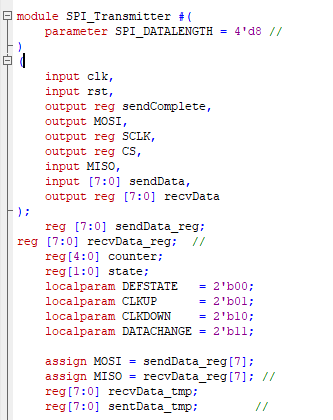 module SPI_Transmitter #(
parameter SPI_DATALENGTH = 4'd8 //
)
(
input clk,
input rst,
output reg sendComplete,
output MOSI,
output reg SCLK,
output reg CS,
input MISO,
input [7:0] sendData,
output reg [7:0] recvData
);
reg [7:0] sendData_reg;
reg [7:0] recvData_reg; //
reg[4:0] counter;
reg[1:0] state;
localparam DEFSTATE = 2'b00;
localparam CLKUP = 2'b01;
localparam CLKDOWN = 2'b10;
localparam DATACHANGE = 2'b11;
assign MOSI = sendData_reg[7];
assign MISO = recvData_reg[7]; //
reg[7:0] recvData_tmp;
reg[7:0] sentData_tmp; //